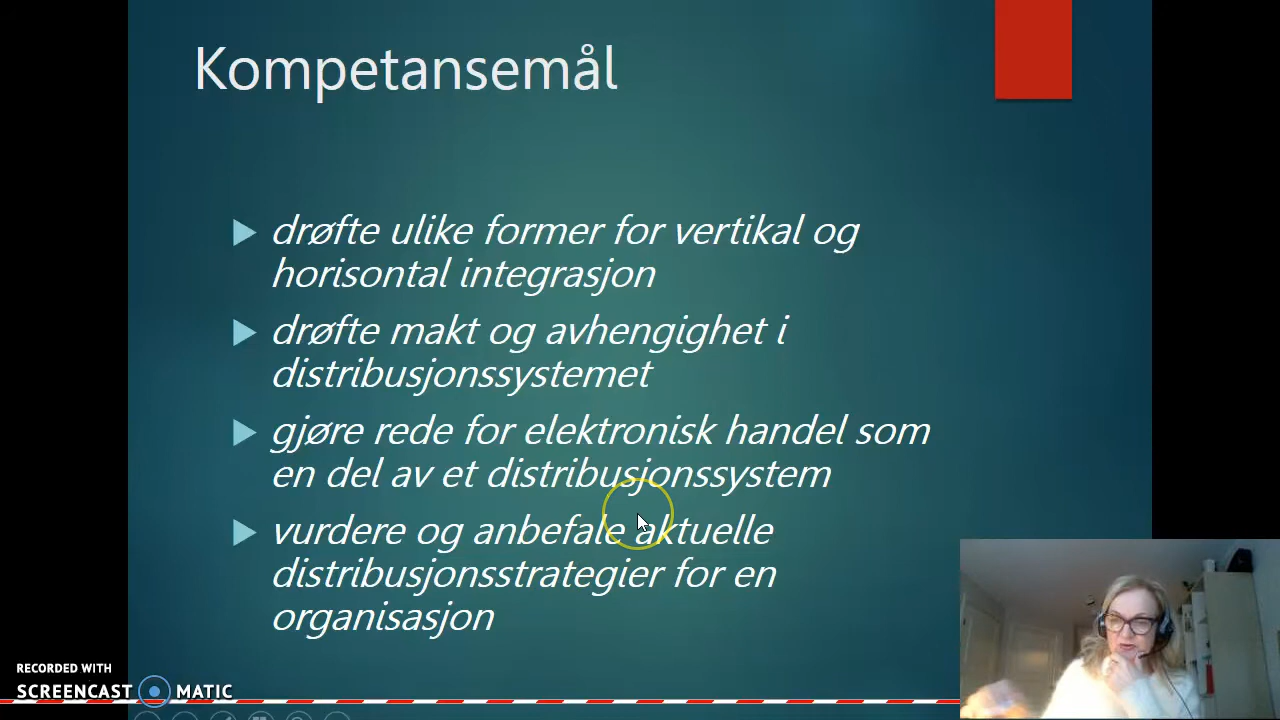 Kompetansemål
drøfte ulike former for vertikal og
horisontal integrasjon
drøfte makt og avhengighet i
distribusjonssystemet
gjøre rede for elektronisk handel som
en del av et distribusjonssystem
vurdere og anbefale aktuelle
distribusjonsstrategier for en
organisasjon
RECORDED WITH
SCREENCAST MATIC